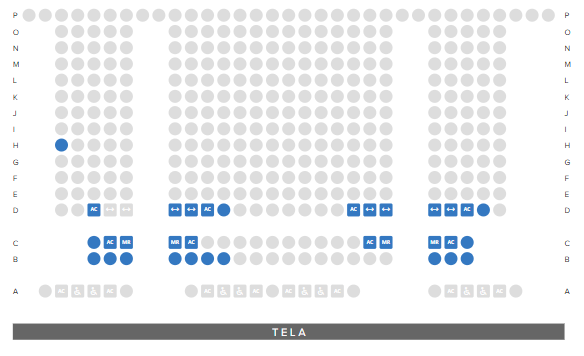 P P
O O
N N
M M
L L
K K
J J
I I
H H
G G
F F
E E
D AC AC AC AC D
C AC MR MR AC AC MR MR AC C
B B
A AC AC AC AC AC AC AC AC A
TELA